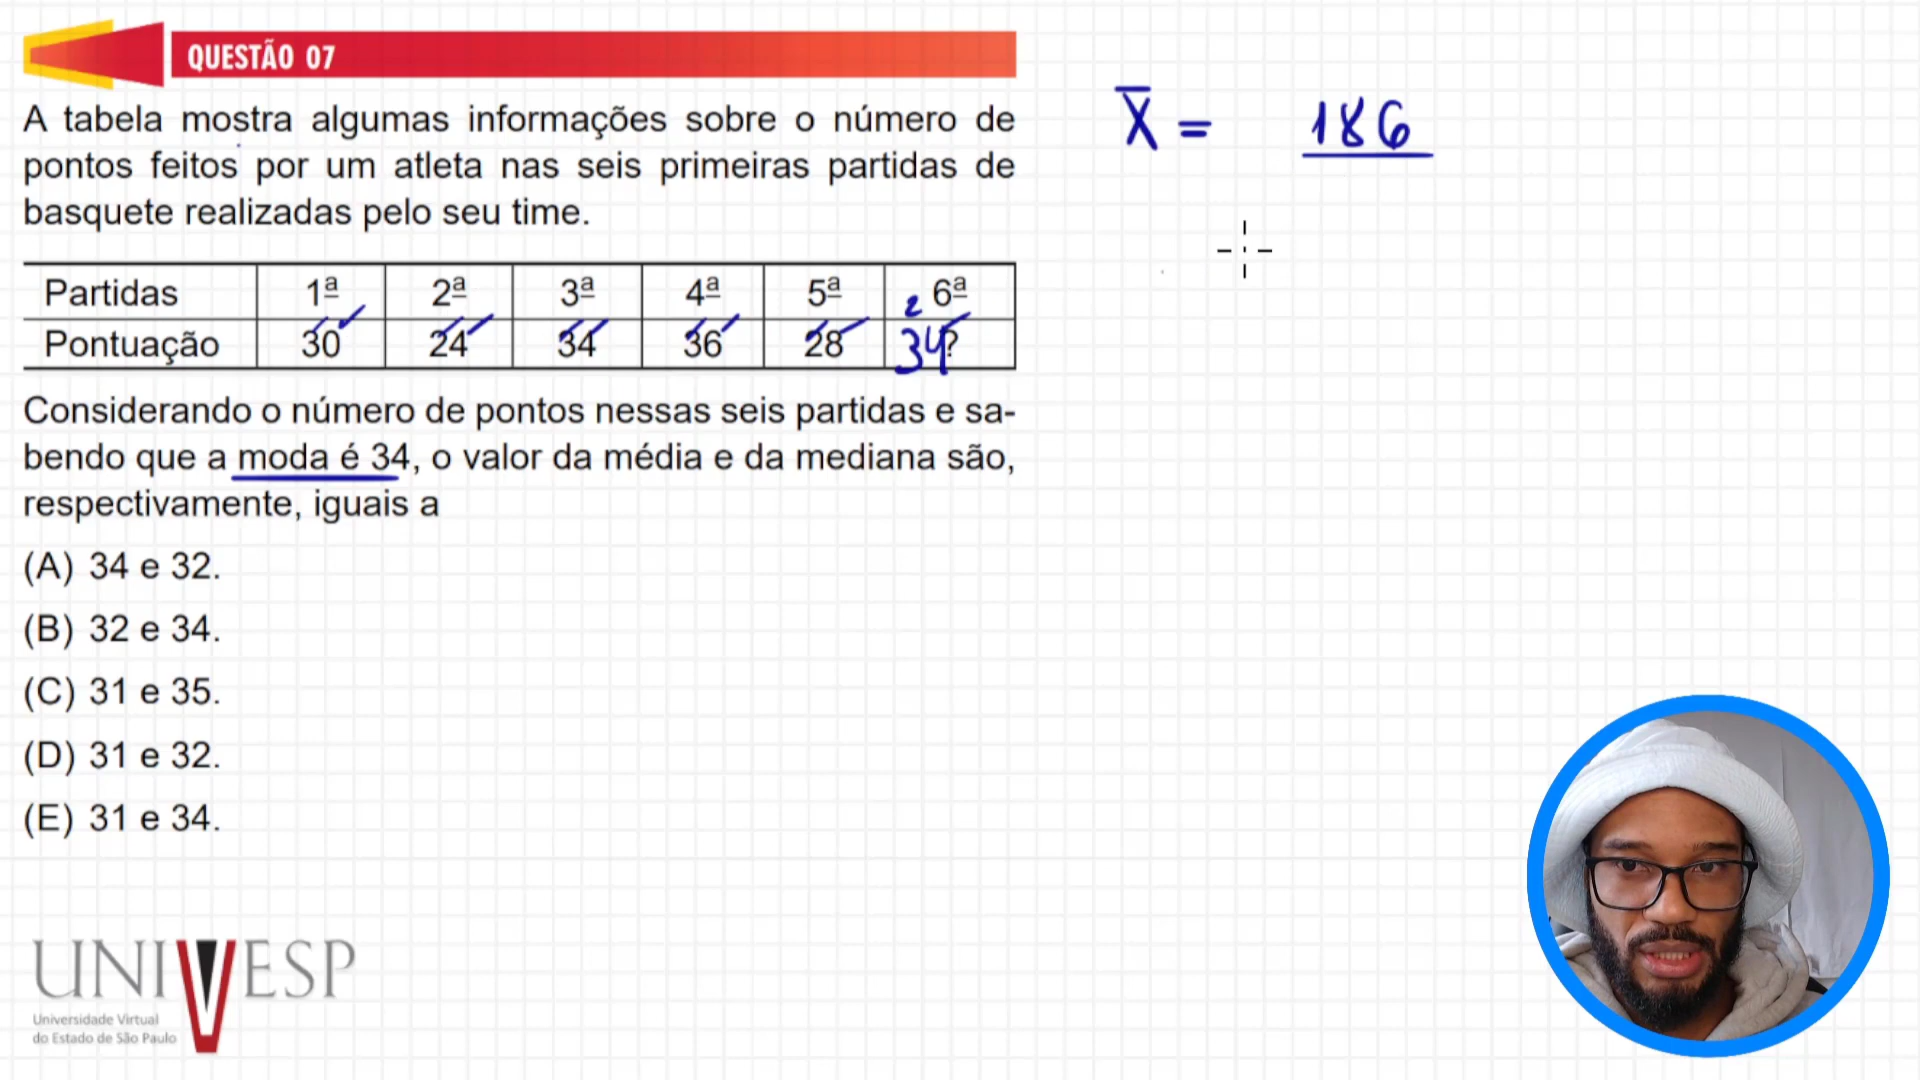 QUESTÃO 07
A tabela mostra algumas informações sobre o número de
pontos feitos por um atleta nas seis primeiras partidas de
basquete realizadas pelo seu time.
Partidas 1ª 2ª 3ª 4ª 5ª 2 6ª
Pontuação 30 24 34 36 28 34 ?
Considerando o número de pontos nessas seis partidas e sa-
bendo que a moda é 34, o valor da média e da mediana são,
respectivamente, iguais a
(A) 34 e 32.
(B) 32 e 34.
(C) 31 e 35.
(D) 31 e 32.
(E) 31 e 34.
X̅ = 186
UNIVESP
Universidade Virtual
do Estado de São Paulo